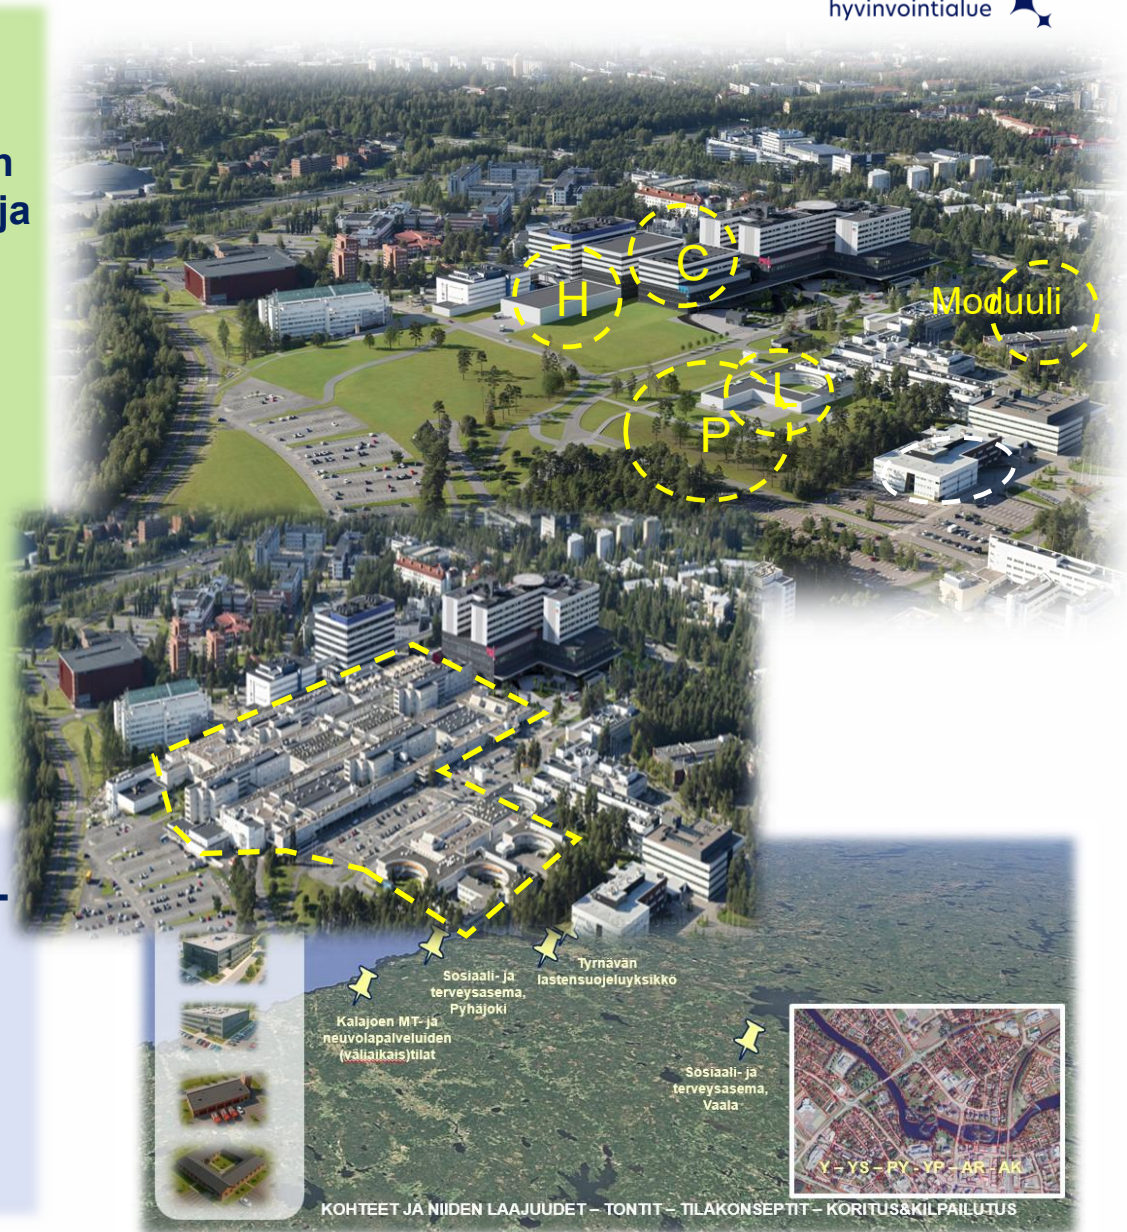 hyvinvointialue
n
ja
C
H
Moduuli
L
P
-
Sosiaali- ja
terveysasema,
Pyhäjoki
Tyrnävän
lastensuojeluyksikkö
Kalajoen MT- ja
neuvolapalveluiden
(väliaikais)tilat
Sosiaali- ja
terveysasema,
Vaala
Y – YS – PY - YP – AR - AK
KOHTEET JA NIIDEN LAAJUUDET – TONTIT – TILAKONSEPTIT – KORITUS&KILPAILUTUS